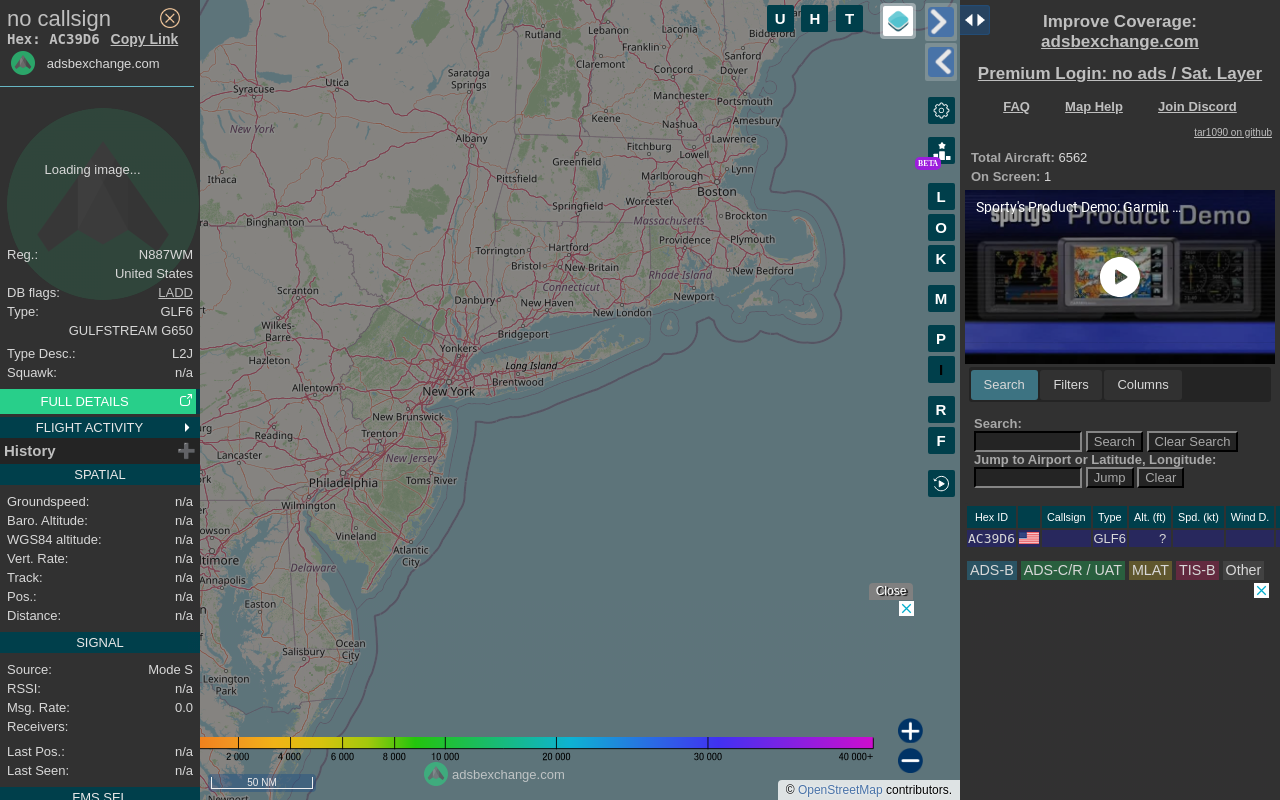 no callsign
Hex: AC39D6 Copy Link
adsbexchange.com
Loading image...
Reg.: N887WM
United States
DB flags: LADD
Type: GLF6
GULFSTREAM G650
Type Desc.: L2J
Squawk: n/a
FULL DETAILS
FLIGHT ACTIVITY
History
SPATIAL
Groundspeed: n/a
Baro. Altitude: n/a
WGS84 altitude: n/a
Vert. Rate: n/a
Track: n/a
Pos.: n/a
Distance: n/a
SIGNAL
Source: Mode S
RSSI: n/a
Msg. Rate: 0.0
Receivers:
Last Pos.: n/a
Last Seen: n/a
FMS SEL
U H T
Rutland
Lebanon
Laconia
Biddeford
Franklin
Claremont
Sanford
Concord
Dover
Saratoga
Springs
Utica
Syracuse
Manchester
Portsmouth
Keene
Nashua
Amesbury
New York
Albany
Fitchburg
Lawrence
Greenfield
Lowell
Lynn
Ithaca
Pittsfield
Marlborough
Boston
Worcester
Springfield
Massachusetts
Brockton
Binghamton
Providence
Plymouth
Torrington
Hartford
Bristol
New Britain
Rhode Island
New Bedford
Connecticut
Scranton
Danbury
New Haven
Newport
New London
Wilkes-
Barre
Bridgeport
Yonkers
Hazleton
Long Island
Allentown
New York
Brentwood
New Brunswick
Reading
Trenton
Lancaster
New Jersey
Philadelphia
Toms River
Wilmington
Vineland
Atlantic
City
Annapolis
Delaware
Easton
Ocean
City
Salisbury
Lexington
Park
BETA
L
O
K
M
P
I
R
F
Close
2 000 4 000 6 000 8 000 10 000 20 000 30 000 40 000+
50 NM
adsbexchange.com
© OpenStreetMap contributors.
Improve Coverage:
adsbexchange.com
Premium Login: no ads / Sat. Layer
FAQ Map Help Join Discord
tar1090 on github
Total Aircraft: 6562
On Screen: 1
Sporty's Product Demo: Garmin ...
sporty's Product Demo
Search Filters Columns
Search:
Search Clear Search
Jump to Airport or Latitude, Longitude:
Jump Clear
Hex ID Callsign Type Alt. (ft) Spd. (kt) Wind D.
AC39D6 GLF6 ?
ADS-B ADS-C/R / UAT MLAT TIS-B Other